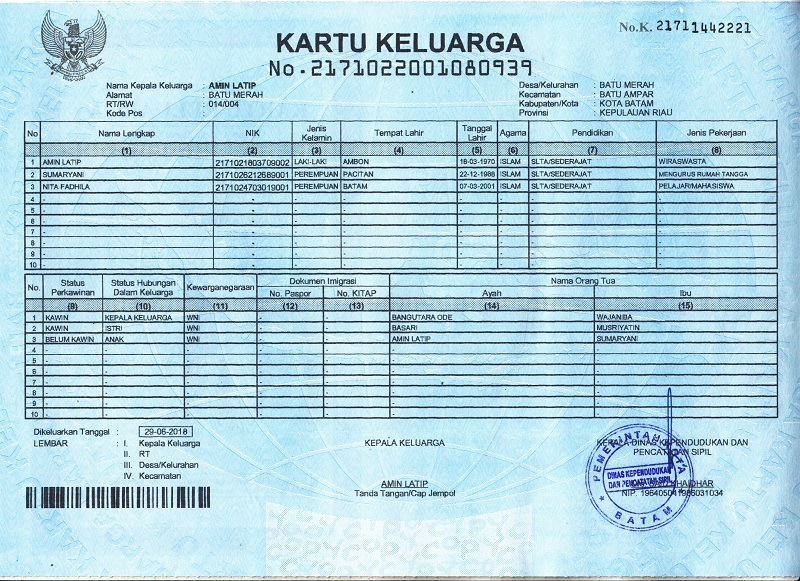 No.K. 21711442221
KARTU KELUARGA
No. 2171022001080939
Nama Kepala Keluarga : AMIN LATIP
Alamat : BATU MERAH
RT/RW : 014/004
Kode Pos :
Desa/Kelurahan : BATU MERAH
Kecamatan : BATU AMPAR
Kabupaten/Kota : KOTA BATAM
Provinsi : KEPULAUAN RIAU
No Nama Lengkap NIK Jenis Kelamin Tempat Lahir Tanggal Lahir Agama Pendidikan Jenis Pekerjaan
(1) (2) (3) (4) (5) (6) (7) (8)
1 AMIN LATIP 2171021803709002 LAKI-LAKI AMBON 18-03-1970 ISLAM SLTA/SEDERAJAT WIRASWASTA
2 SUMARYANI 2171026212689001 PEREMPUAN PACITAN 22-12-1988 ISLAM SLTA/SEDERAJAT MENGURUS RUMAH TANGGA
3 NITA FADHILA 2171024703019001 PEREMPUAN BATAM 07-03-2001 ISLAM SLTA/SEDERAJAT PELAJAR/MAHASISWA
4 - - - - - - - -
5 - - - - - - - -
6 - - - - - - - -
7 - - - - - - - -
8 - - - - - - - -
9 - - - - - - - -
10 - - - - - - - -
No. Status Perkawinan Status Hubungan Dalam Keluarga Kewarganegaraan Dokumen Imigrasi Nama Orang Tua
No. Paspor No. KITAP Ayah Ibu
(9) (10) (11) (12) (13) (14) (15)
1 KAWIN KEPALA KELUARGA WNI - - BANGUTARA ODE WAJANIBA
2 KAWIN ISTRI WNI - - BASARI MUSRIYATIN
3 BELUM KAWIN ANAK WNI - - AMIN LATIP SUMARYANI
4 - - - - - - -
5 - - - - - - -
6 - - - - - - -
7 - - - - - - -
8 - - - - - - -
9 - - - - - - -
10 - - - - - - -
Dikeluarkan Tanggal : 29-06-2018
LEMBAR : I. Kepala Keluarga
II. RT
III. Desa/Kelurahan
IV. Kecamatan
KEPALA KELUARGA
AMIN LATIP
Tanda Tangan/Cap Jempol
KEPALA DINAS KEPENDUDUKAN DAN
PENCATATAN SIPIL
PEMERINTAH KOTA
DINAS KEPENDUDUKAN
DAN PENCATATAN SIPIL
BATAM
NIP. 196405041986031034
COPY COPY COPY